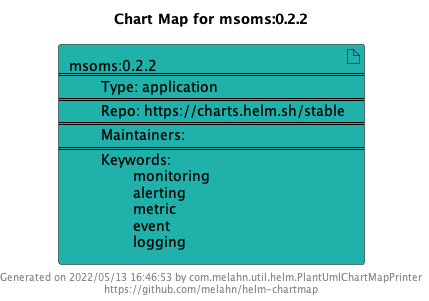 Chart Map for msoms:0.2.2
msoms:0.2.2
Type: application
Repo: https://charts.helm.sh/stable
Maintainers:
Keywords:
monitoring
alerting
metric
event
logging
Generated on 2022/05/13 16:46:53 by com.melahn.util.helm.PlantUmlChartMapPrinter
https://github.com/melahn/helm-chartmap